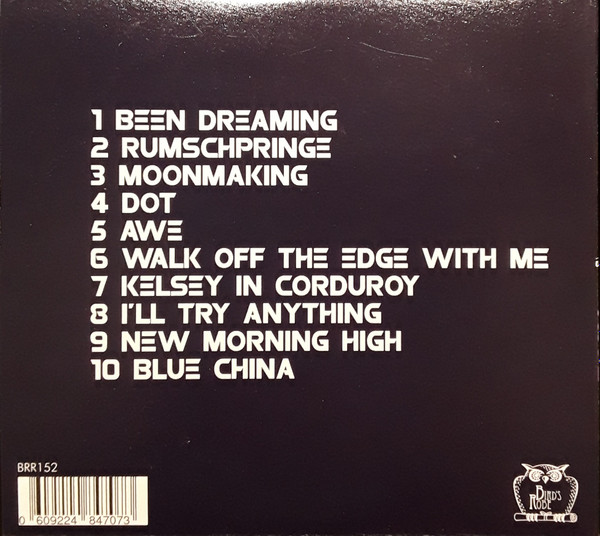 1 BEEN DREAMING
2 RUMSCHPRINGE
3 MOONMAKING
4 DOT
5 AWE
6 WALK OFF THE EDGE WITH ME
7 KELSEY IN CORDUROY
8 I'LL TRY ANYTHING
9 NEW MORNING HIGH
10 BLUE CHINA
BRR152
0 609224 847073
BIRD'S
ROBE